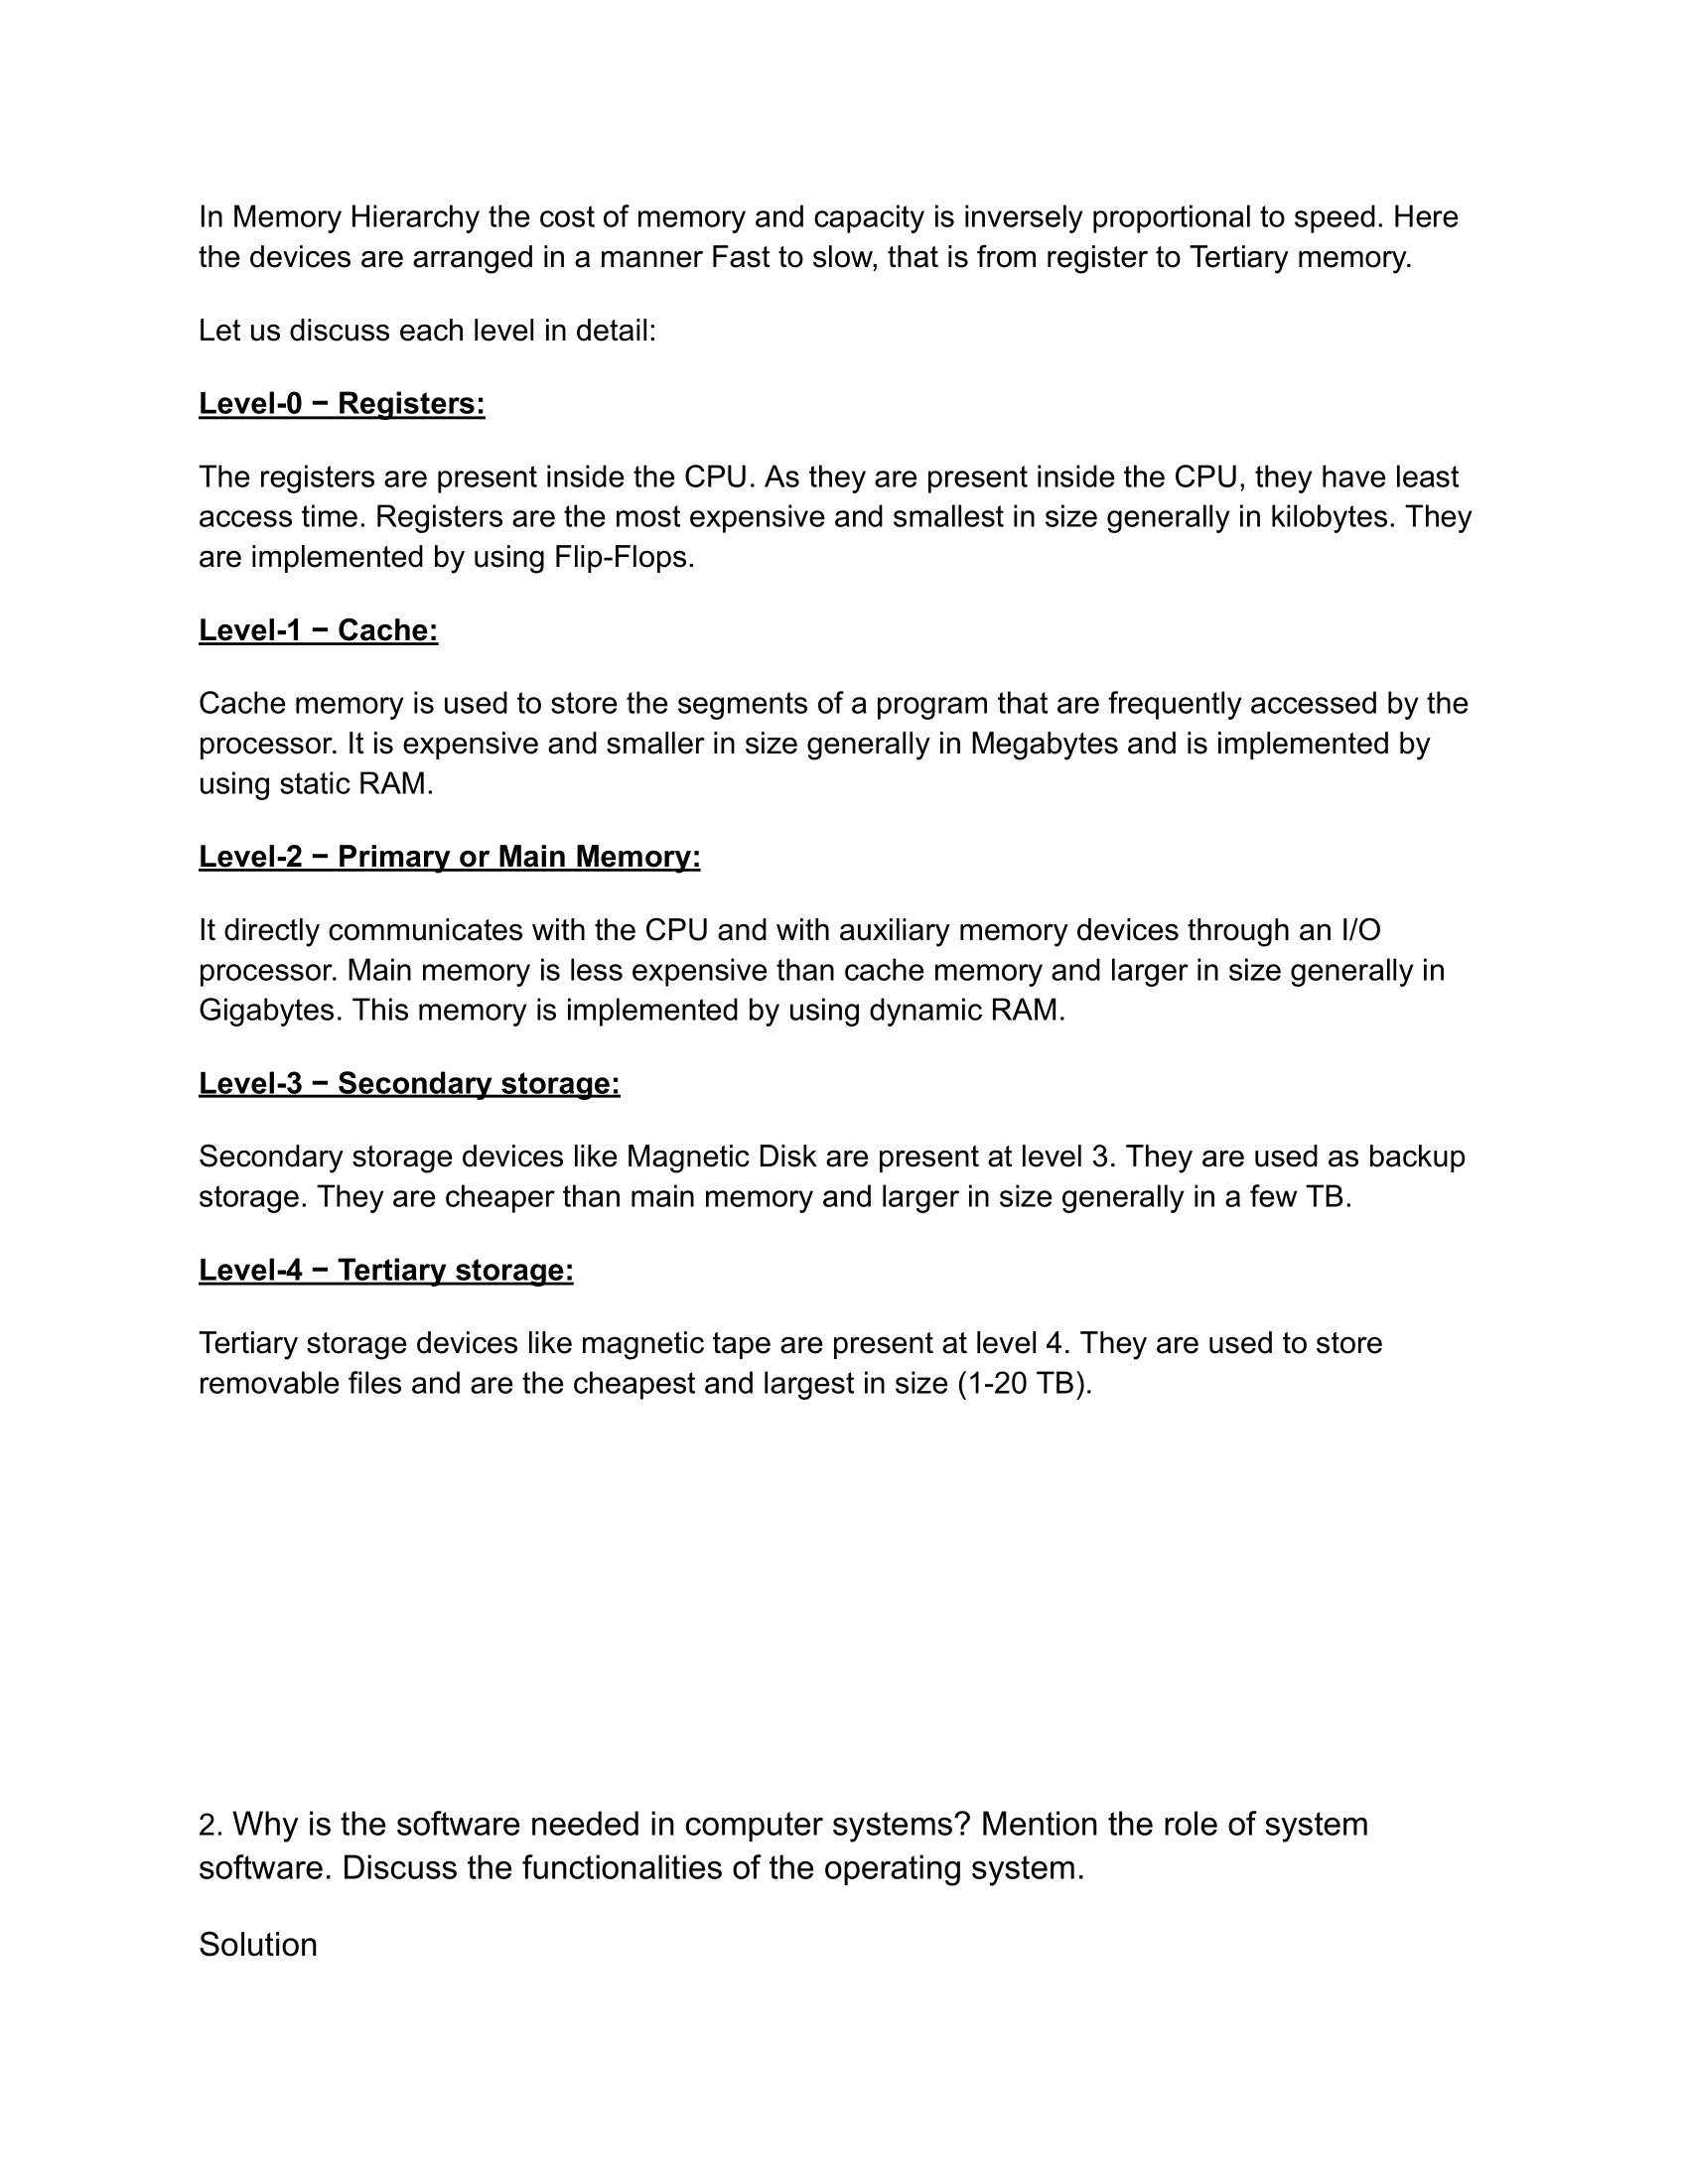 In Memory Hierarchy the cost of memory and capacity is inversely proportional to speed. Here
the devices are arranged in a manner Fast to slow, that is from register to Tertiary memory.
Let us discuss each level in detail:
Level-0 − Registers:
The registers are present inside the CPU. As they are present inside the CPU, they have least
access time. Registers are the most expensive and smallest in size generally in kilobytes. They
are implemented by using Flip-Flops.
Level-1 − Cache:
Cache memory is used to store the segments of a program that are frequently accessed by the
processor. It is expensive and smaller in size generally in Megabytes and is implemented by
using static RAM.
Level-2 − Primary or Main Memory:
It directly communicates with the CPU and with auxiliary memory devices through an I/O
processor. Main memory is less expensive than cache memory and larger in size generally in
Gigabytes. This memory is implemented by using dynamic RAM.
Level-3 − Secondary storage:
Secondary storage devices like Magnetic Disk are present at level 3. They are used as backup
storage. They are cheaper than main memory and larger in size generally in a few TB.
Level-4 − Tertiary storage:
Tertiary storage devices like magnetic tape are present at level 4. They are used to store
removable files and are the cheapest and largest in size (1-20 TB).
2. Why is the software needed in computer systems? Mention the role of system
software. Discuss the functionalities of the operating system.
Solution